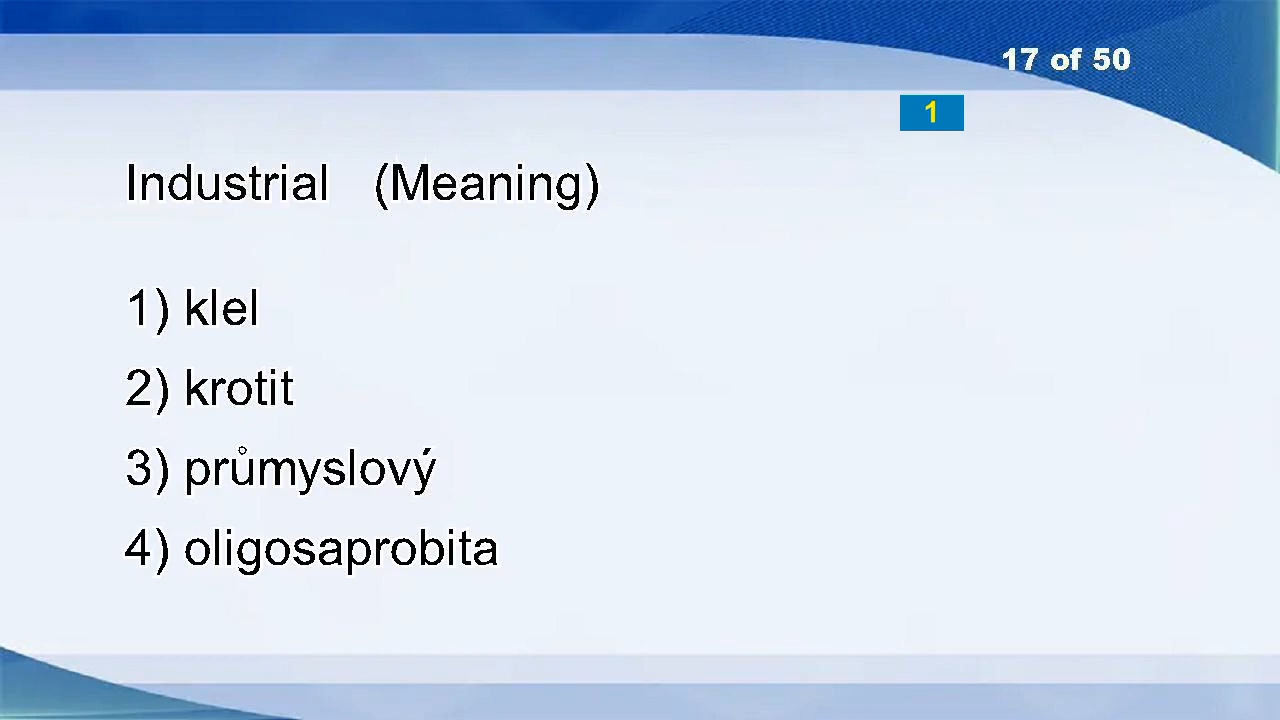 17 of 50
1
Industrial (Meaning)
1) klel
2) krotit
3) průmyslový
4) oligosaprobita